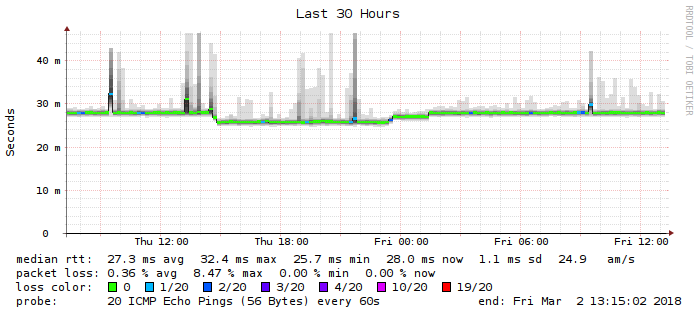 Last 30 Hours
RRDTOOL / TOBI OETIKER
Seconds
40 m
30 m
20 m
10 m
0
Thu 12:00 Thu 18:00 Fri 00:00 Fri 06:00 Fri 12:00
median rtt: 27.3 ms avg 32.4 ms max 25.7 ms min 28.0 ms now 1.1 ms sd 24.9 am/s
packet loss: 0.36 % avg 8.47 % max 0.00 % min 0.00 % now
loss color: 0 1/20 2/20 3/20 4/20 10/20 19/20
probe: 20 ICMP Echo Pings (56 Bytes) every 60s end: Fri Mar 2 13:15:02 2018